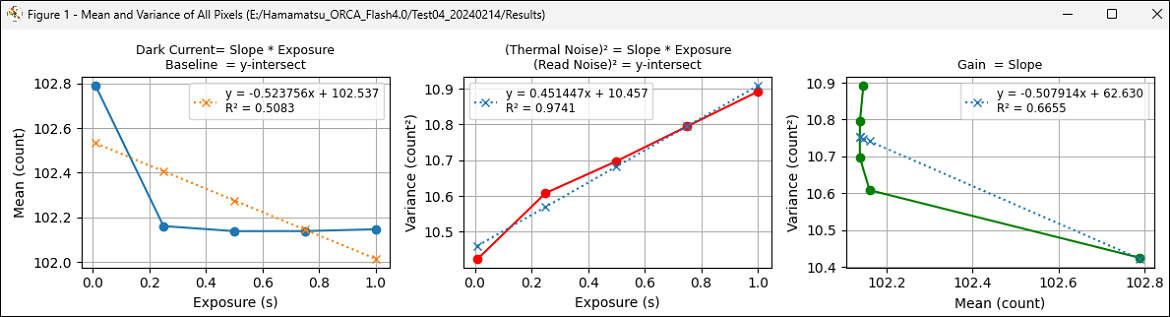 Figure 1 - Mean and Variance of All Pixels (E:/Hamamatsu_ORCA_Flash4.0/Test04_20240214/Results)
Dark Current= Slope * Exposure
Baseline  = y-intersect
y = -0.523756x + 102.537
R² = 0.5083
102.8
102.6
102.4
102.2
102.0
Mean (count)
0.0 0.2 0.4 0.6 0.8 1.0
Exposure (s)
(Thermal Noise)² = Slope * Exposure
(Read Noise)² = y-intersect
y = 0.451447x + 10.457
R² = 0.9741
10.9
10.8
10.7
10.6
10.5
Variance (count²)
0.0 0.2 0.4 0.6 0.8 1.0
Exposure (s)
Gain  = Slope
y = -0.507914x + 62.630
R² = 0.6655
10.9
10.8
10.7
10.6
10.5
10.4
Variance (count²)
102.2 102.4 102.6 102.8
Mean (count)